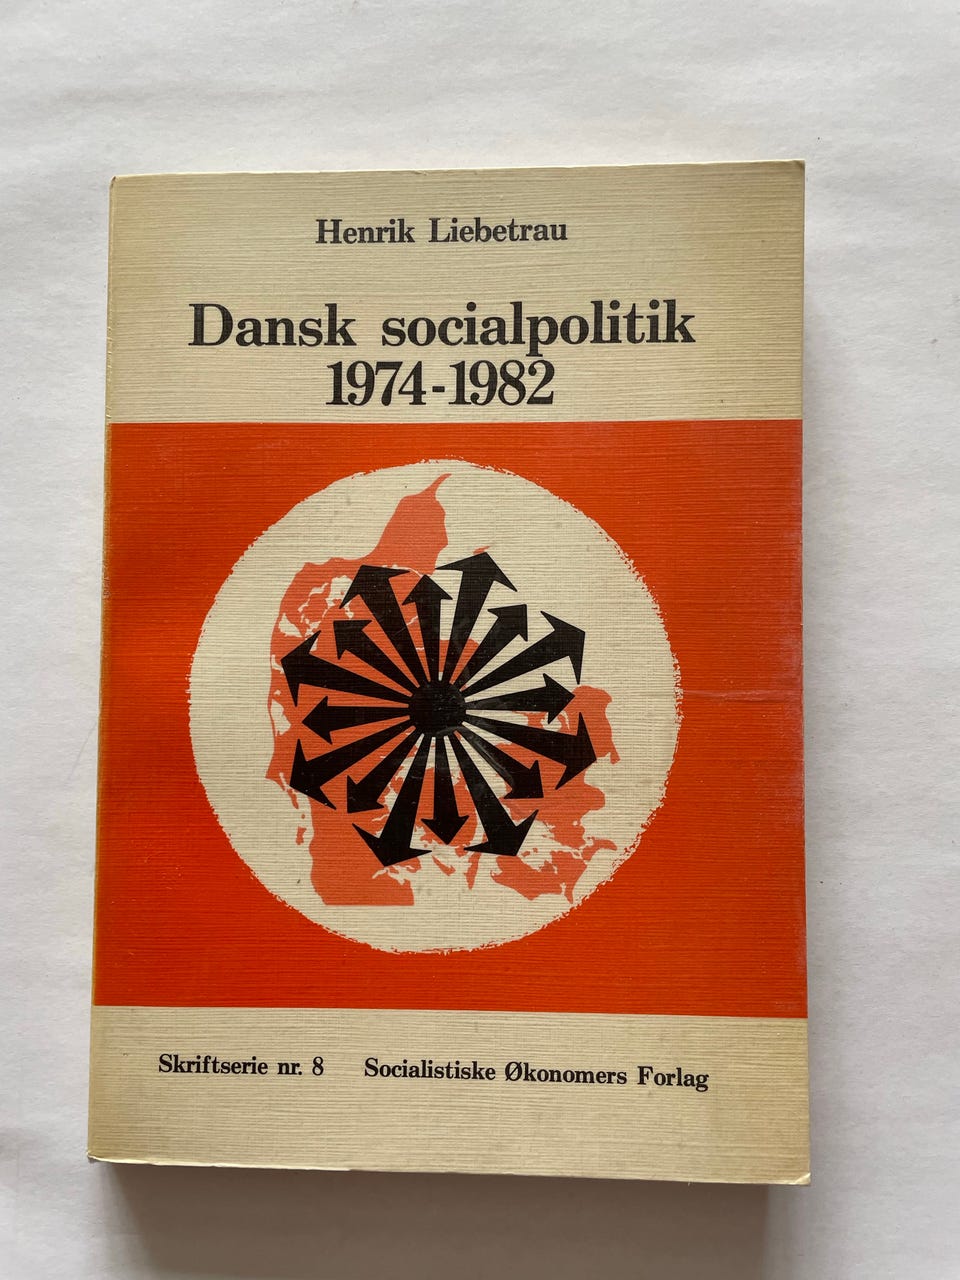 Henrik Liebetrau
Dansk socialpolitik
1974-1982
Skriftserie nr. 8 Socialistiske Økonomers Forlag